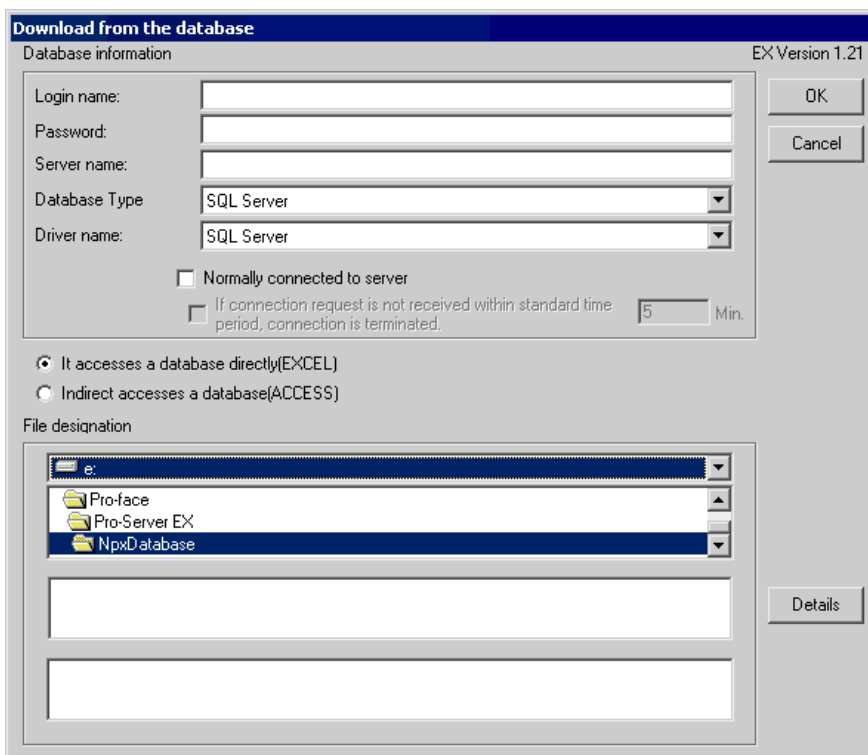 Download from the database
Database information
EX Version 1.21
Login name:
OK
Password:
Cancel
Server name:
Database Type
SQL Server
Driver name:
SQL Server
Normally connected to server
If connection request is not received within standard time
period, connection is terminated.
5
Min.
It accesses a database directly(EXCEL)
Indirect accesses a database(ACCESS)
File designation
e:
Pro-face
Pro-Server EX
NpxDatabase
Details